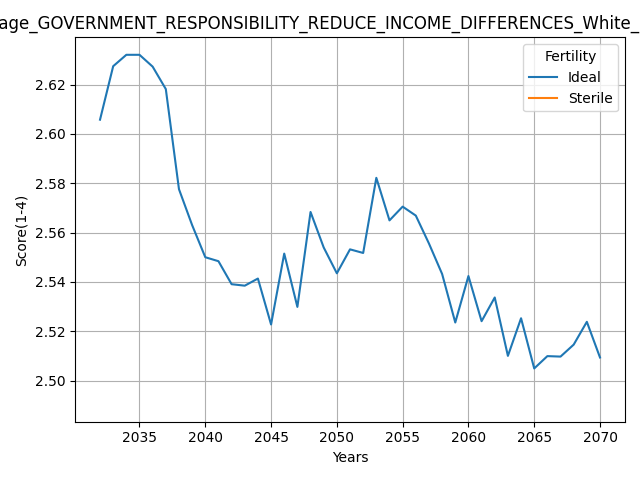 age_GOVERNMENT_RESPONSIBILITY_REDUCE_INCOME_DIFFERENCES_White_
Fertility
Ideal
Sterile
Score(1-4)
2.62
2.60
2.58
2.56
2.54
2.52
2.50
2035 2040 2045 2050 2055 2060 2065 2070
Years